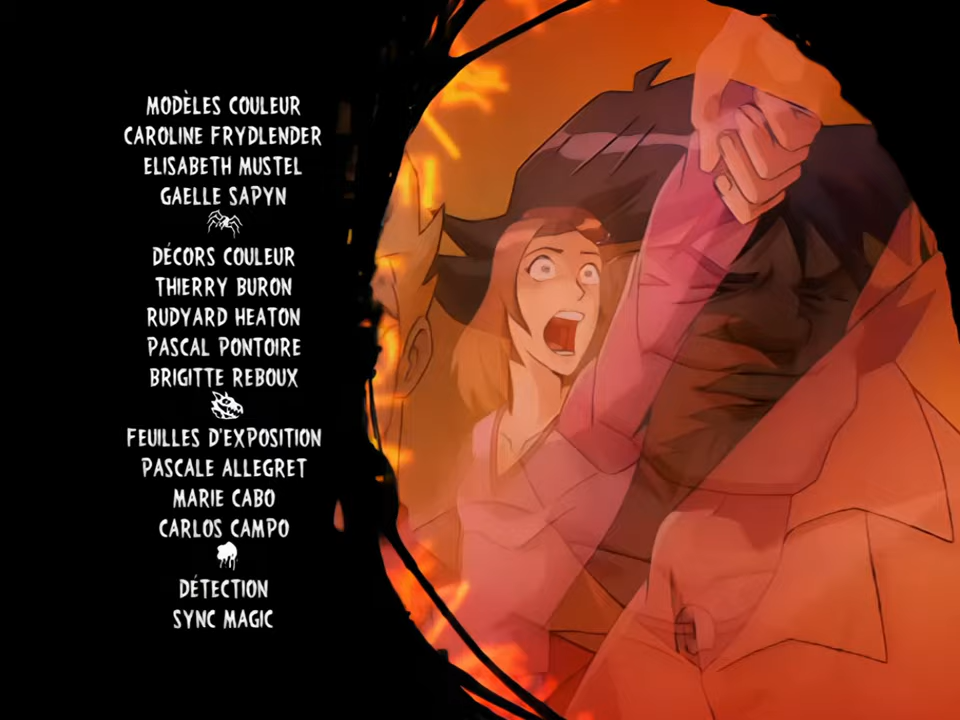 MODÈLES COULEUR
CAROLINE FRYDLENDER
ELISABETH MUSTEL
GAELLE SAPYN
DÉCORS COULEUR
THIERRY BURON
RUDYARD HEATON
PASCAL PONTOIRE
BRIGITTE REBOUX
FEUILLES D'EXPOSITION
PASCALE ALLEGRET
MARIE CABO
CARLOS CAMPO
DÉTECTION
SYNC MAGIC